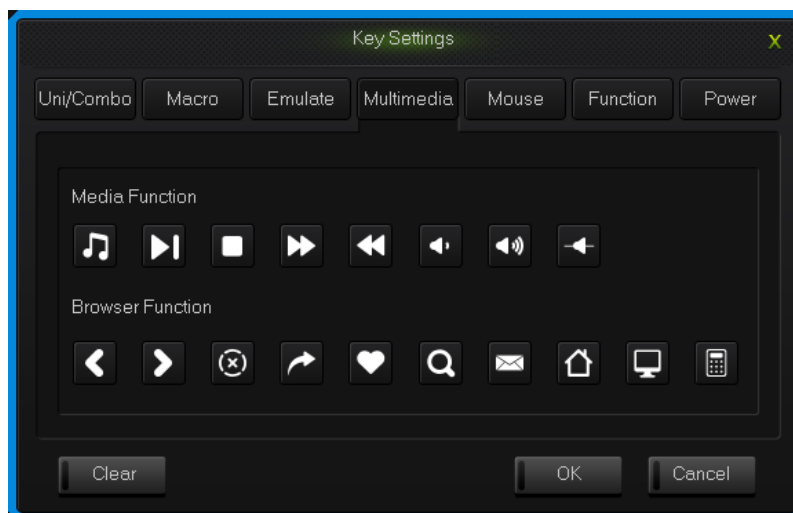 Key Settings
X
Uni/Combo Macro Emulate Multimedia Mouse Function Power
Media Function
Browser Function
Clear OK Cancel